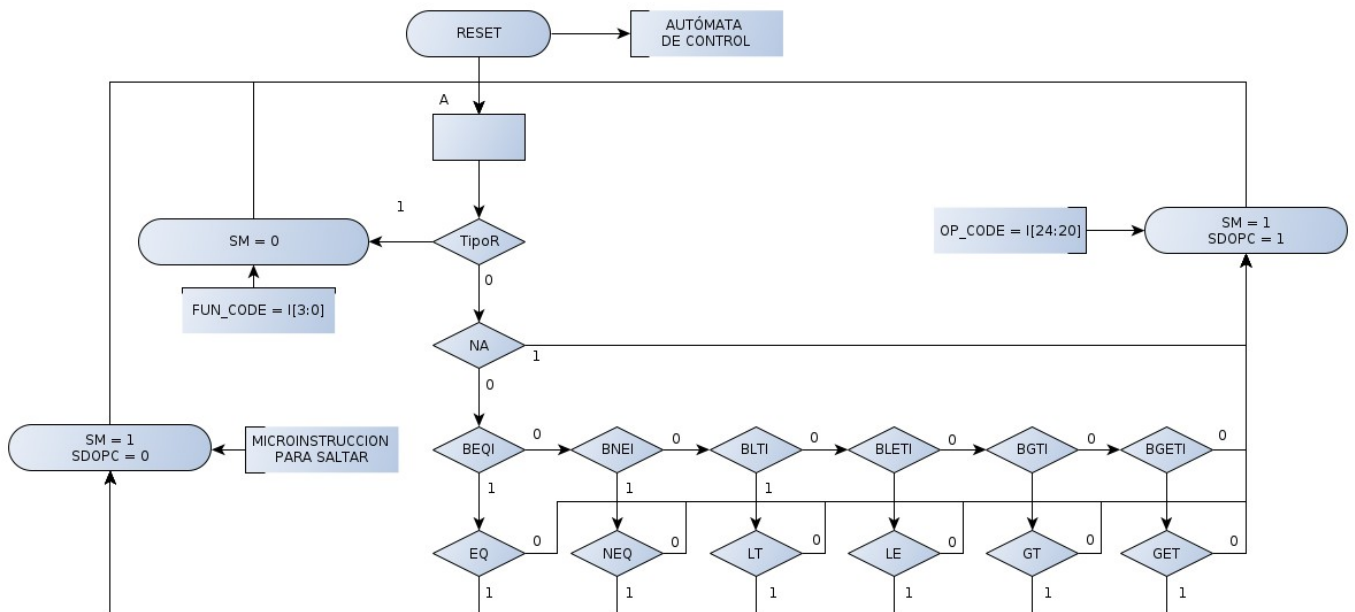 RESET
AUTÓMATA
DE CONTROL
A
1
TipoR
SM = 0
0
FUN_CODE = I[3:0]
OP_CODE = I[24:20]
SM = 1
SDOPC = 1
NA
1
0
SM = 1
SDOPC = 0
MICROINSTRUCCION
PARA SALTAR
BEQI
0
BNEI
0
BLTI
0
BLETI
0
BGTI
0
BGETI
0
1
1
1
EQ
0
NEQ
0
LT
0
LE
0
GT
0
GET
0
1
1
1
1
1
1